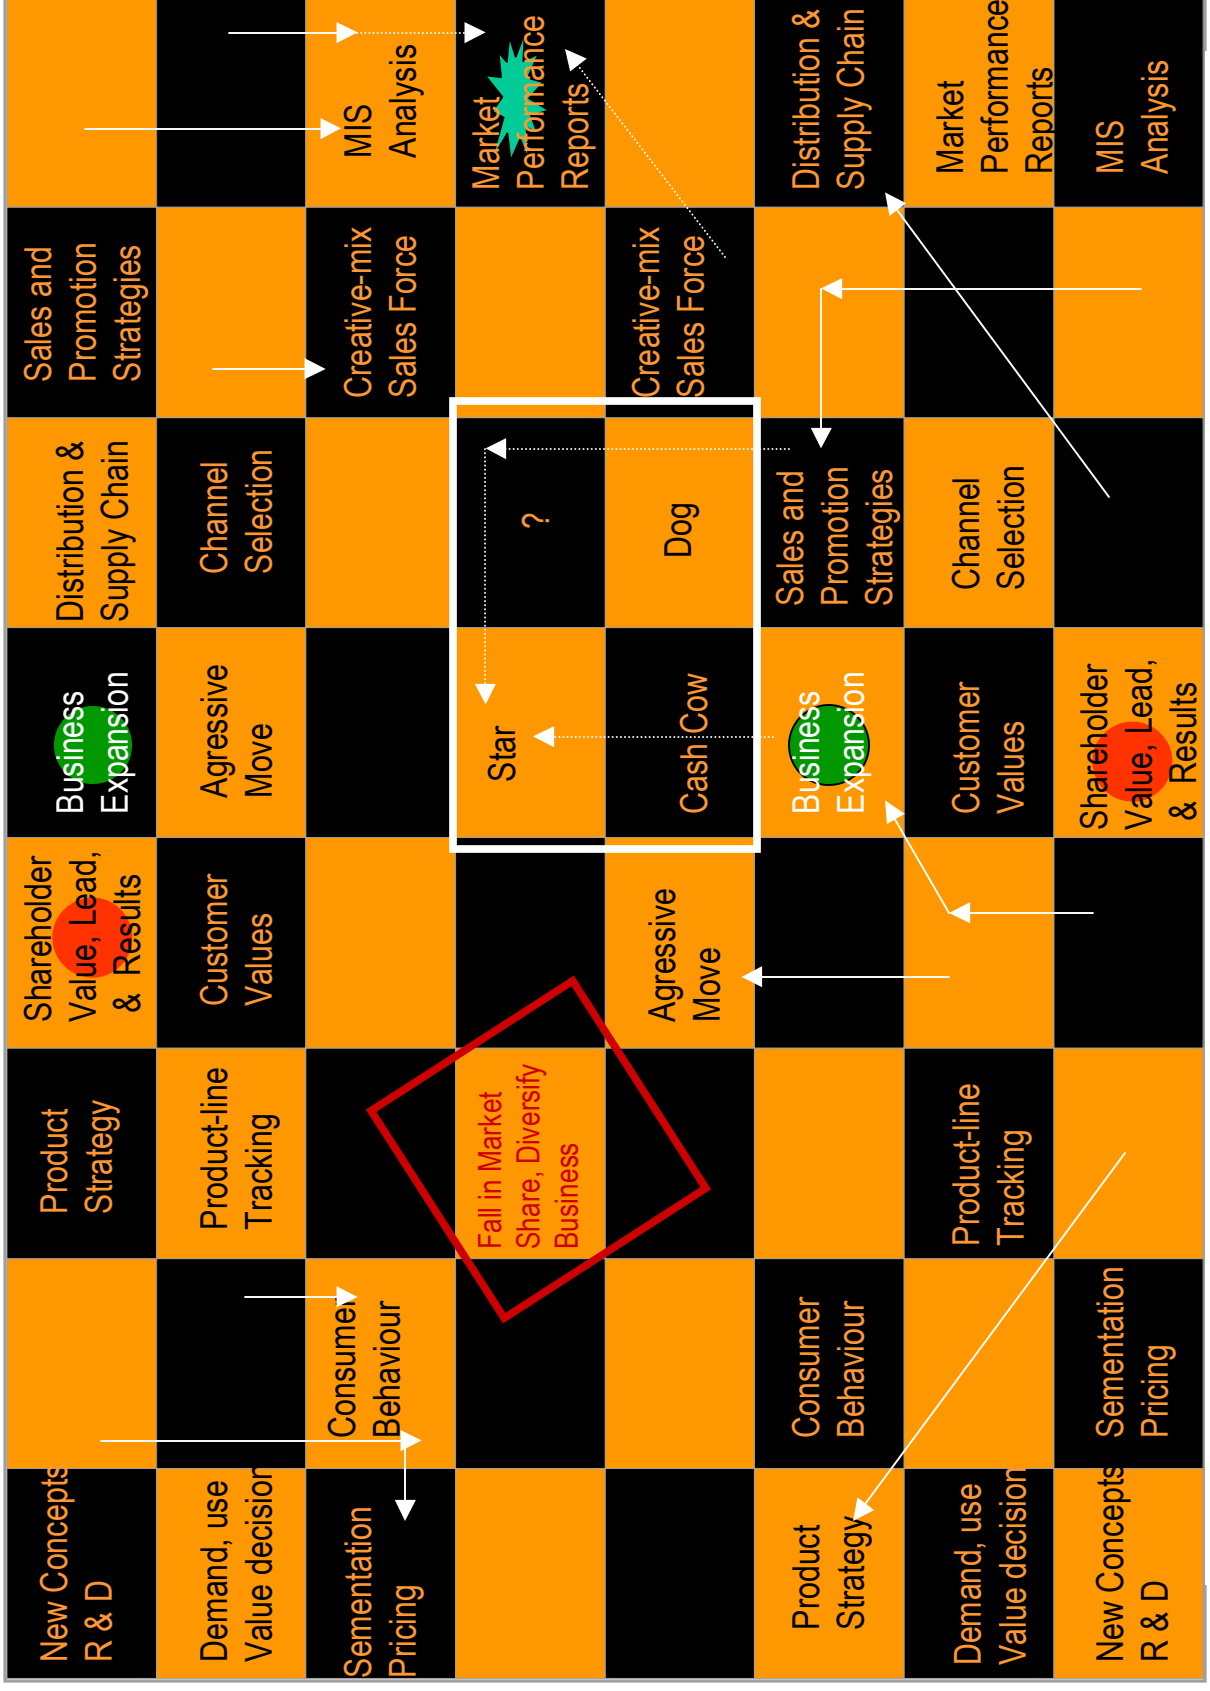 New Concepts
R & D
Product
Strategy
Shareholder
Value, Lead,
& Results
Business
Expansion
Distribution &
Supply Chain
Sales and
Promotion
Strategies
Demand, use
Value decision
Product-line
Tracking
Customer
Values
Agressive
Move
Channel
Selection
Sementation
Pricing
Consumer
Behaviour
Creative-mix
Sales Force
MIS
Analysis
Fall in Market
Share, Diversify
Business
Star
?
Market
Performance
Reports
Agressive
Move
Cash Cow
Dog
Creative-mix
Sales Force
Product
Strategy
Consumer
Behaviour
Business
Expansion
Sales and
Promotion
Strategies
Distribution &
Supply Chain
Demand, use
Value decision
Product-line
Tracking
Customer
Values
Channel
Selection
Market
Performance
Reports
New Concepts
R & D
Sementation
Pricing
Shareholder
Value, Lead,
& Results
MIS
Analysis